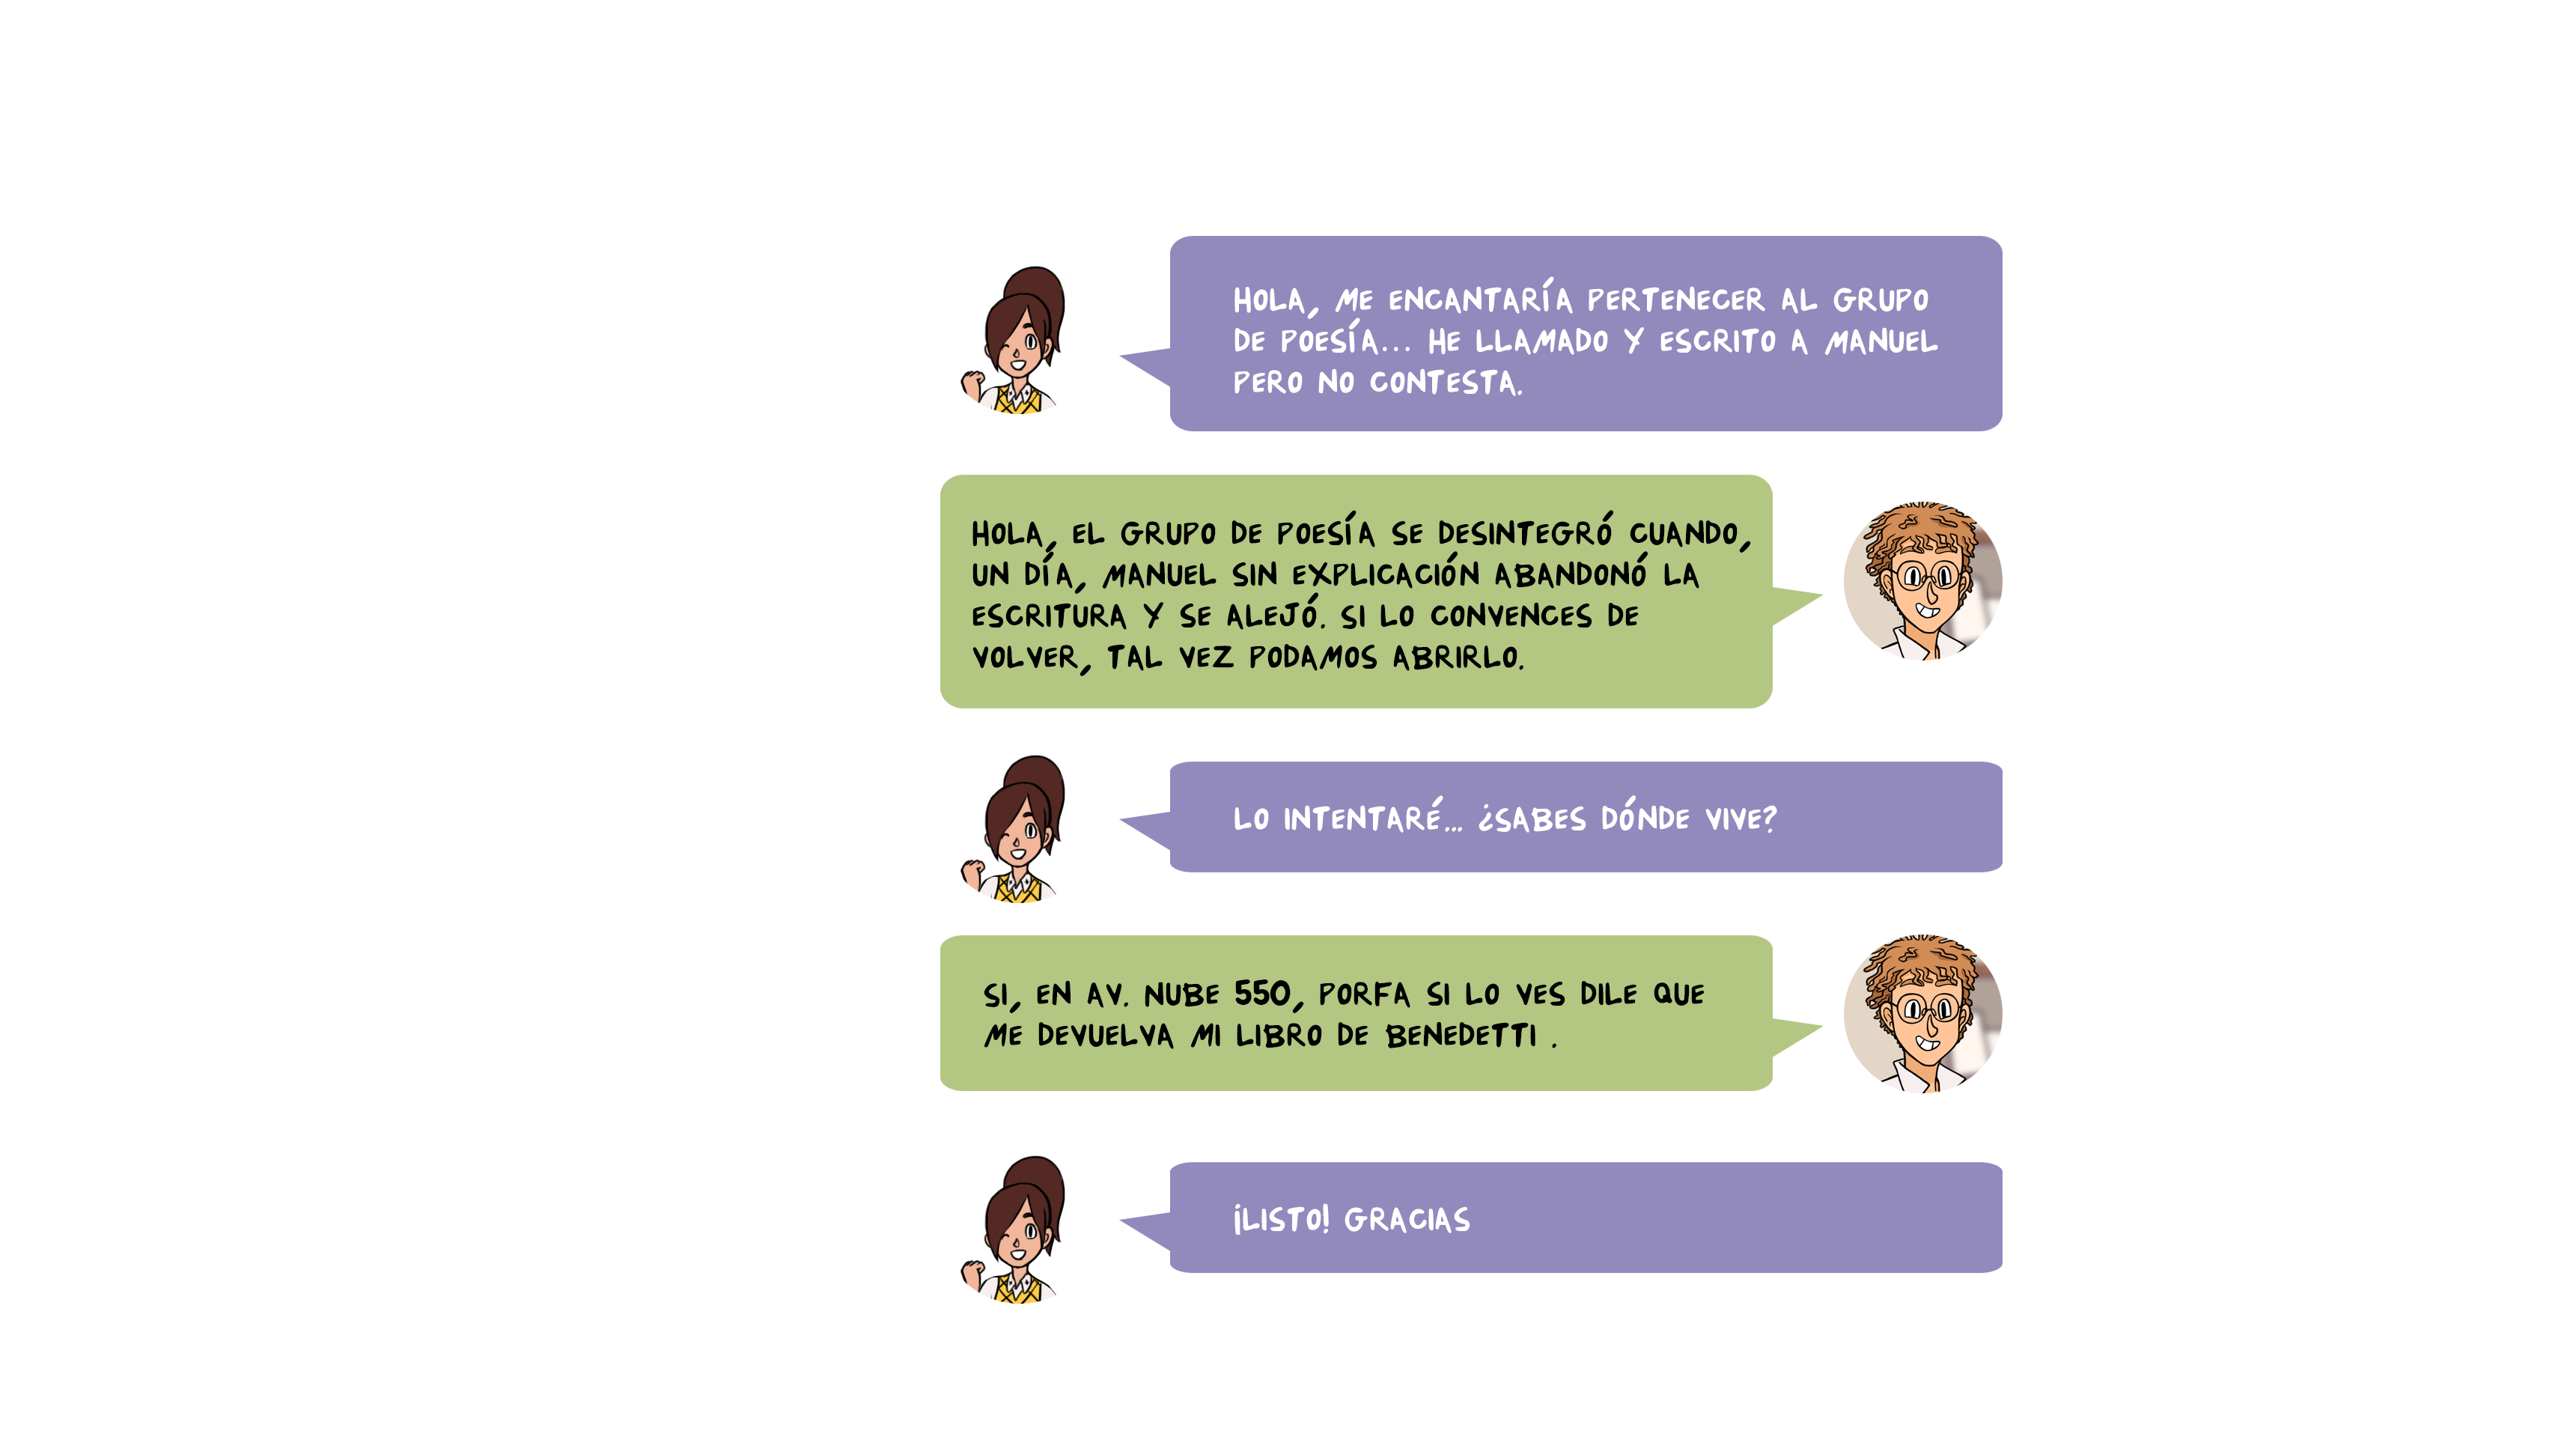 HOLA, ME ENCANTARÍA PERTENECER AL GRUPO
DE POESÍA... HE LLAMADO Y ESCRITO A MANUEL
PERO NO CONTESTA.
HOLA, EL GRUPO DE POESÍA SE DESINTEGRÓ CUANDO,
UN DÍA, MANUEL SIN EXPLICACIÓN ABANDONÓ LA
ESCRITURA Y SE ALEJÓ. SI LO CONVENCES DE
VOLVER, TAL VEZ PODAMOS ABRIRLO.
LO INTENTARÉ... ¿SABES DÓNDE VIVE?
SI, EN AV. NUBE 550, PORFA SI LO VES DILE QUE
ME DEVUELVA MI LIBRO DE BENEDETTI .
¡LISTO! GRACIAS